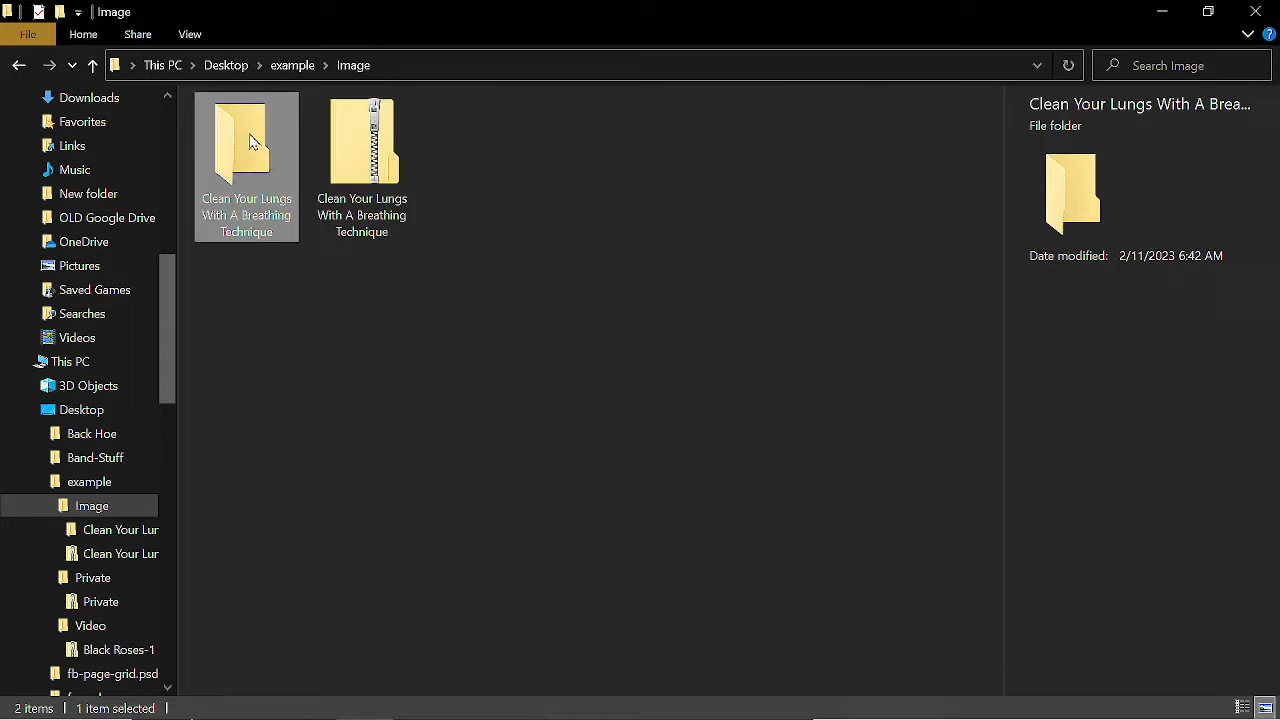 Image
File
Home
Share
View
This PC
Desktop
example
Image
Search Image
Downloads
Favorites
Links
Music
New folder
OLD Google Drive
OneDrive
Pictures
Saved Games
Searches
Videos
This PC
3D Objects
Desktop
Back Hoe
Band-Stuff
example
Image
Clean Your Lur
Clean Your Lur
Private
Private
Video
Black Roses-1
fb-page-grid.psd
Clean Your Lungs
With A Breathing
Technique
Clean Your Lungs
With A Breathing
Technique
Clean Your Lungs With A Brea...
File folder
Date modified: 2/11/2023 6:42 AM
2 items
1 item selected